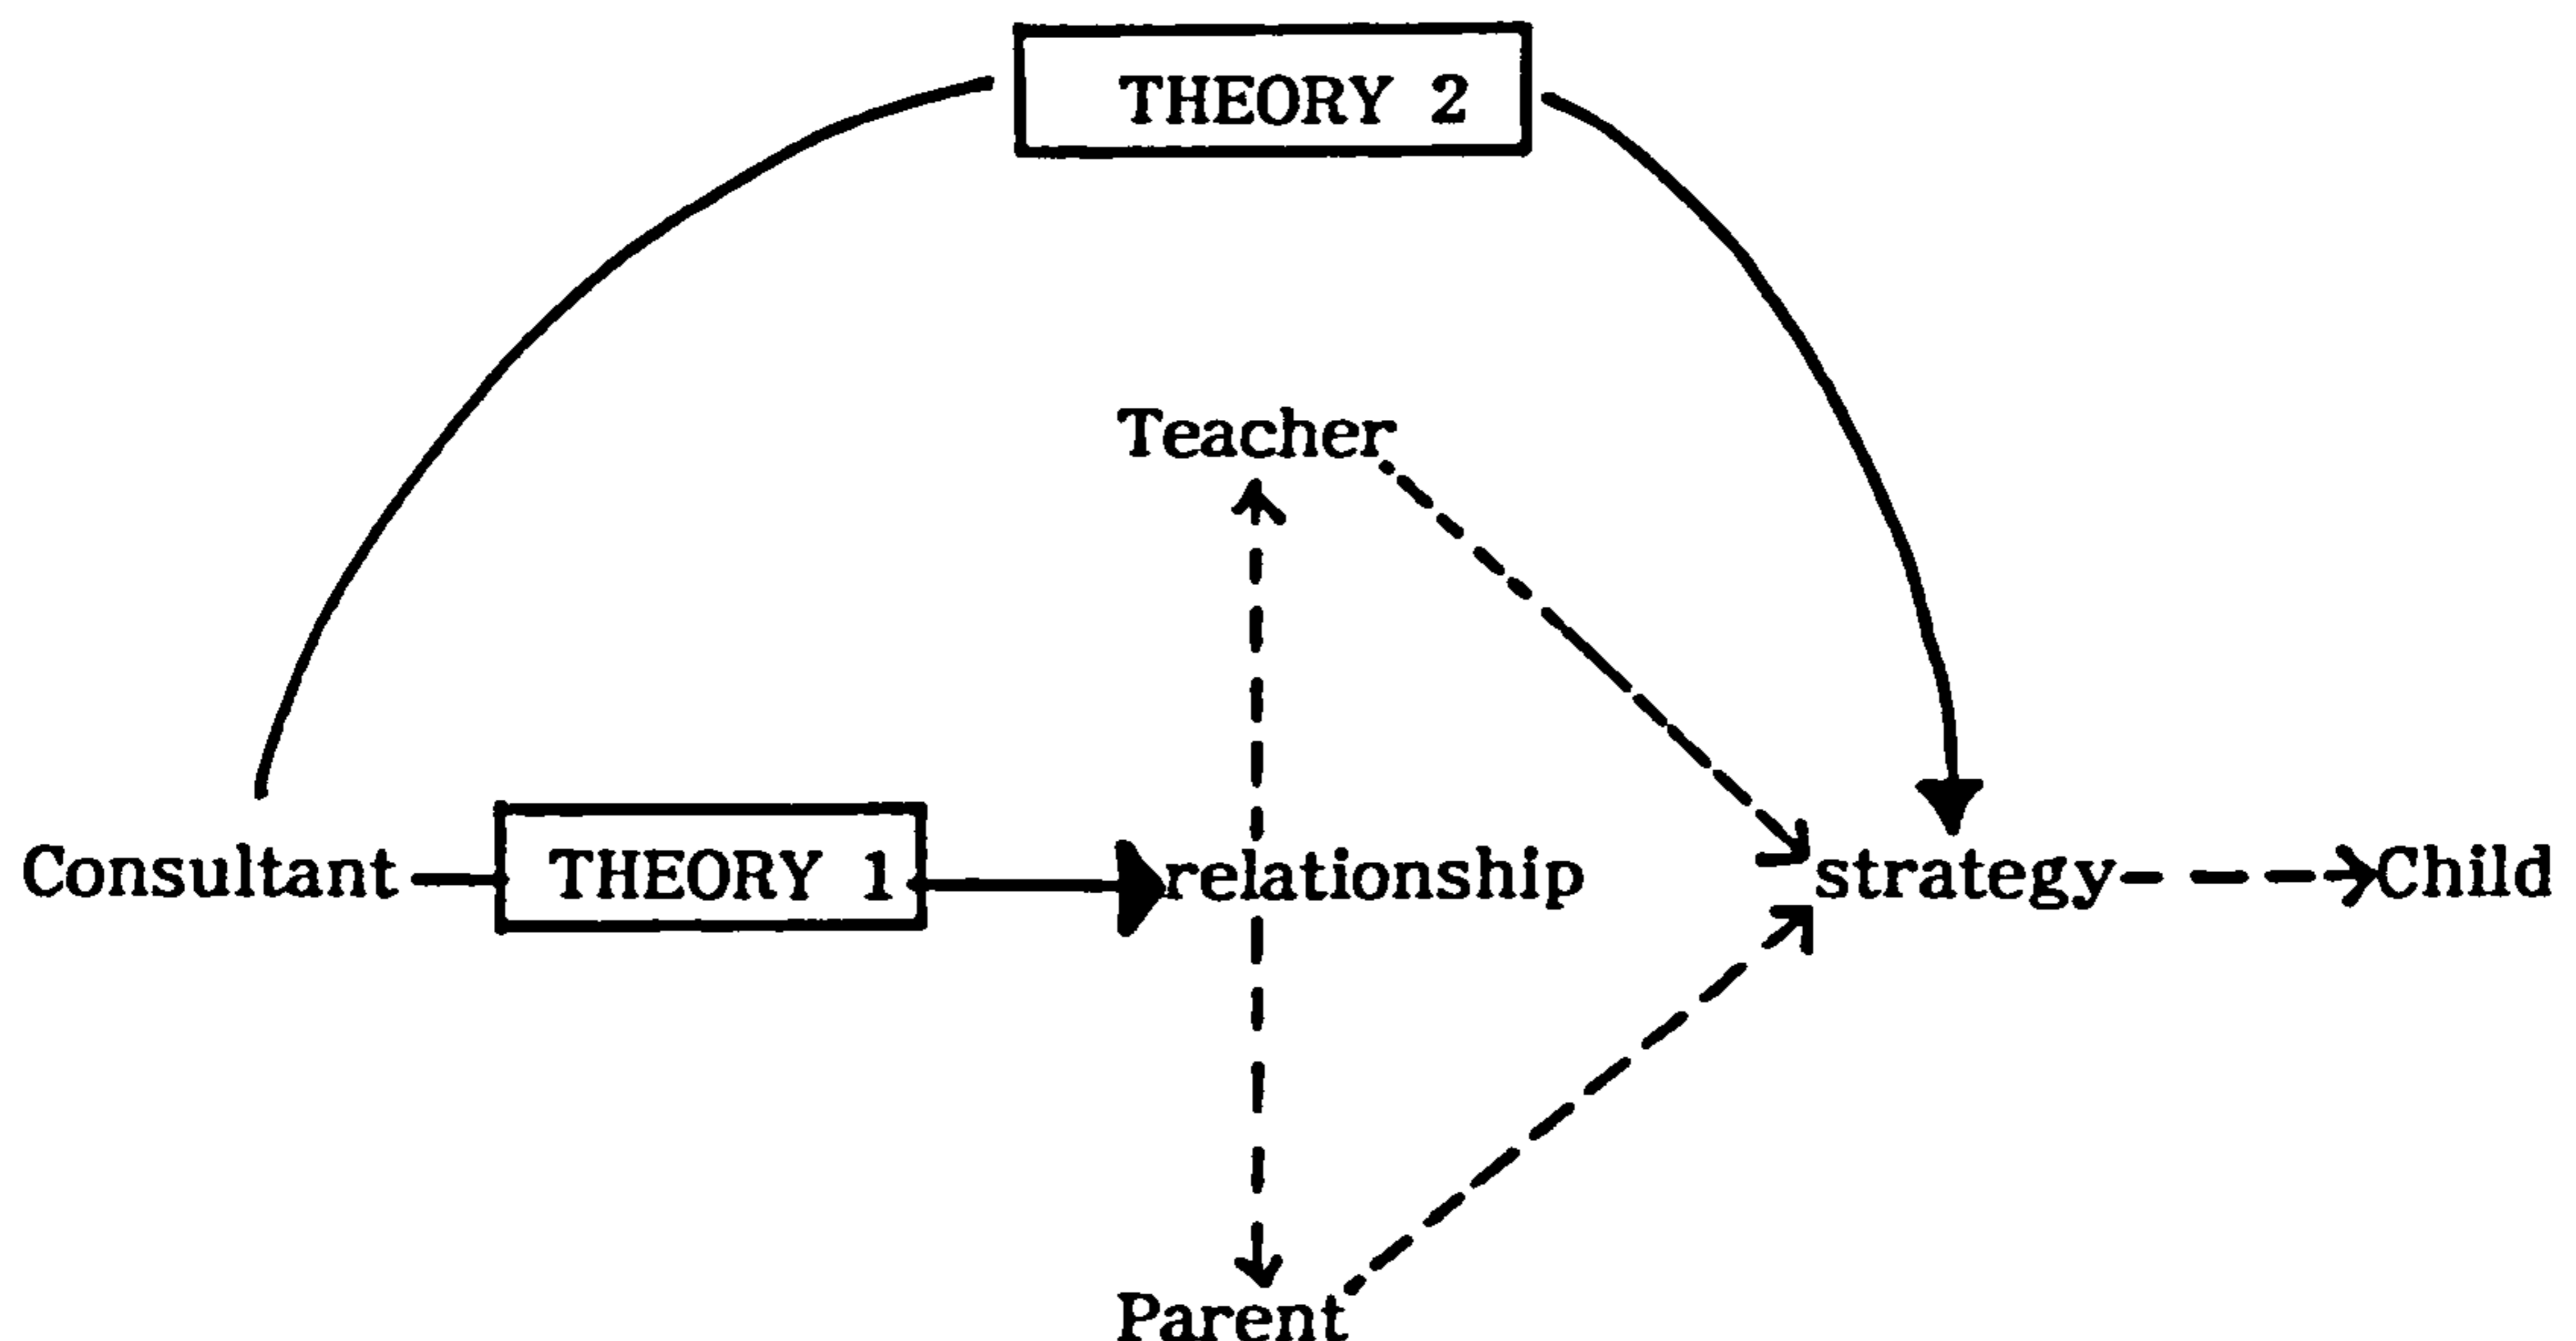 THEORY 2
Teacher
Consultant THEORY 1 relationship strategy Child
Parent